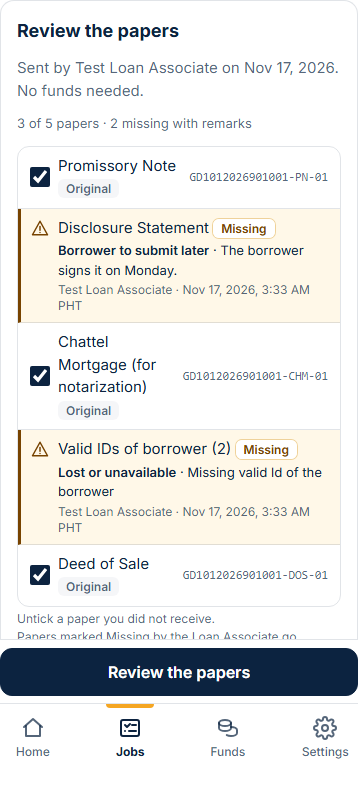 Review the papers
Sent by Test Loan Associate on Nov 17, 2026.
No funds needed.
3 of 5 papers · 2 missing with remarks
Promissory Note
GD1012026901001-PN-01
Original
Disclosure Statement Missing
Borrower to submit later · The borrower
signs it on Monday.
Test Loan Associate · Nov 17, 2026, 3:33 AM
PHT
Chattel
Mortgage (for
notarization)
GD1012026901001-CHM-01
Original
Valid IDs of borrower (2) Missing
Lost or unavailable · Missing valid Id of the
borrower
Test Loan Associate · Nov 17, 2026, 3:33 AM
PHT
Deed of Sale
GD1012026901001-DOS-01
Original
Untick a paper you did not receive.
Papers marked Missing by the Loan Associate go
Review the papers
Home
Jobs
Funds
Settings